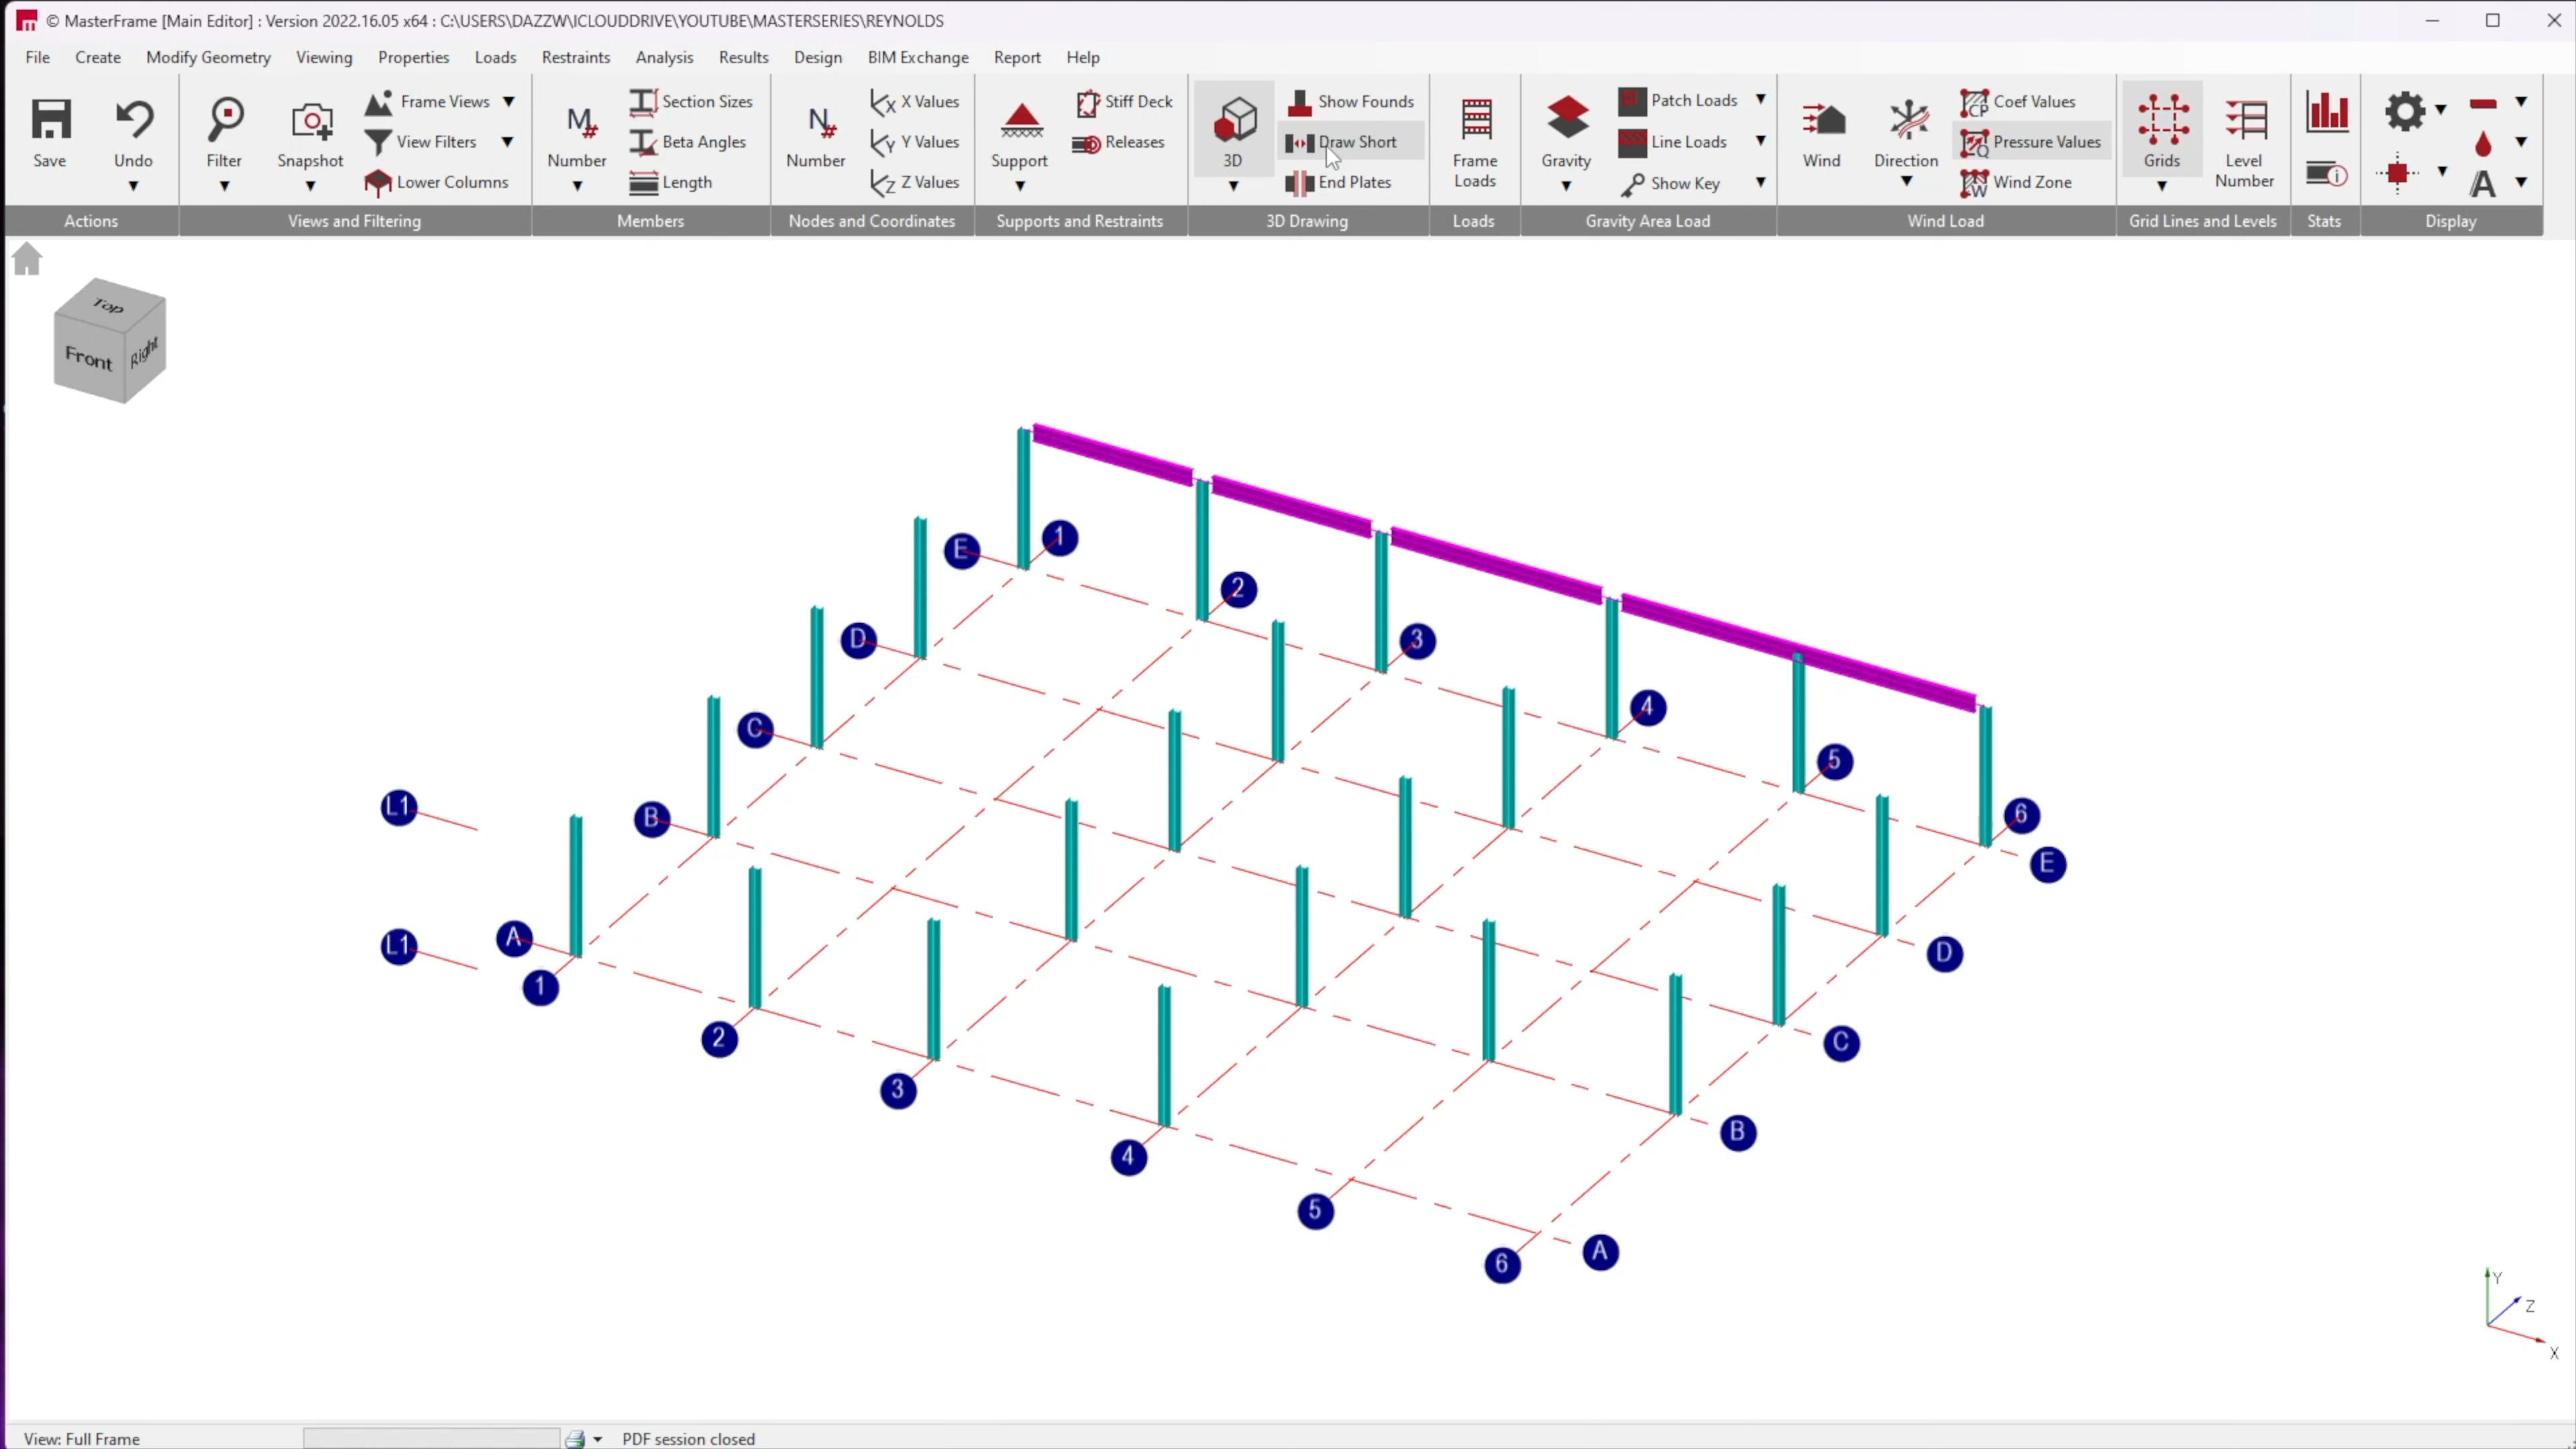 © MasterFrame [Main Editor] : Version 2022.16.05 x64 : C:\USERS\DAZZW\ICLOUDDRIVE\YOUTUBE\MASTERSERIES\REYNOLDS
File Create Modify Geometry Viewing Properties Loads Restraints Analysis Results Design BIM Exchange Report Help
Save
Undo
Actions
Filter
Snapshot
Frame Views
View Filters
Lower Columns
Views and Filtering
M#
Number
Section Sizes
Beta Angles
Length
Members
N#
Number
X X Values
Y Y Values
Z Z Values
Nodes and Coordinates
Support
Stiff Deck
Releases
Supports and Restraints
3D
Show Founds
Draw Short
End Plates
3D Drawing
Frame
Loads
Loads
Gravity
Patch Loads
Line Loads
Show Key
Gravity Area Load
Wind
Direction
Coef Values
Pressure Values
Wind Zone
Wind Load
Grids
Level
Number
Grid Lines and Levels
Stats
A
Display
Top
Front
Right
E
1
2
D
3
C
4
5
L1
B
6
E
L1
A
1
D
2
C
3
B
4
5
A
6
Y
Z
X
View: Full Frame
PDF session closed